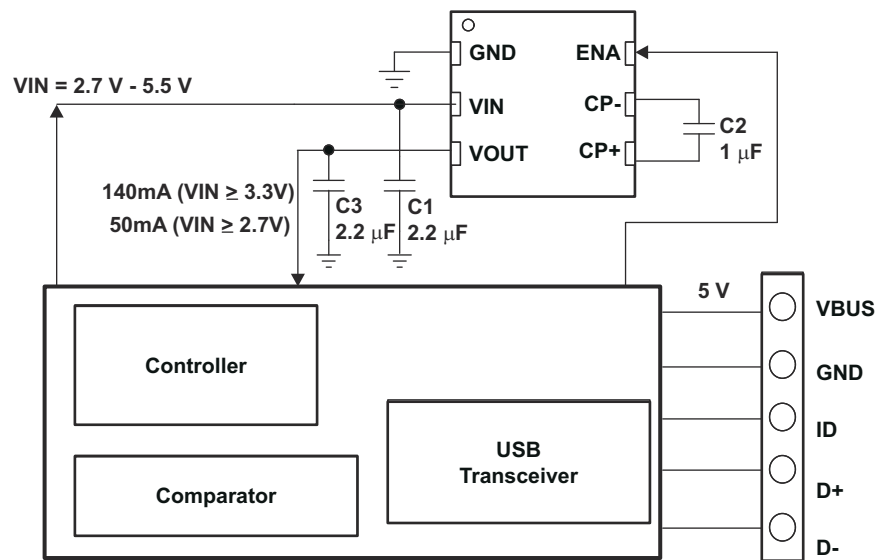 GND
ENA
VIN = 2.7 V - 5.5 V
VIN
CP-
C2
1 μF
VOUT
CP+
140mA (VIN ≥ 3.3V)
50mA (VIN ≥ 2.7V)
C3
2.2 μF
C1
2.2 μF
5 V
VBUS
Controller
GND
ID
USB
Transceiver
Comparator
D+
D-